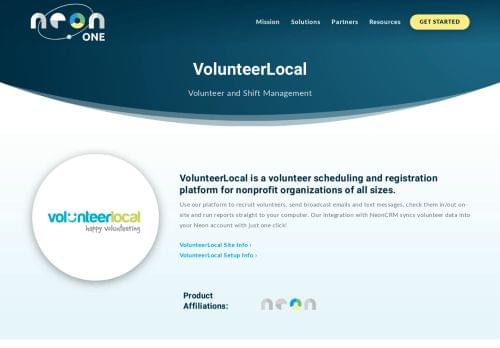 neon
ONE
Mission Solutions Partners Resources GET STARTED
VolunteerLocal
Volunteer and Shift Management
volunteerlocal
happy volunteering
VolunteerLocal is a volunteer scheduling and registration
platform for nonprofit organizations of all sizes.
Use our platform to recruit volunteers, send broadcast emails and text messages, check them in/out on-
site and run reports straight to your computer. Our integration with NeonCRM syncs volunteer data into
your Neon account with just one click!
VolunteerLocal Site Info ›
VolunteerLocal Setup Info ›
Product
Affiliations:
neon